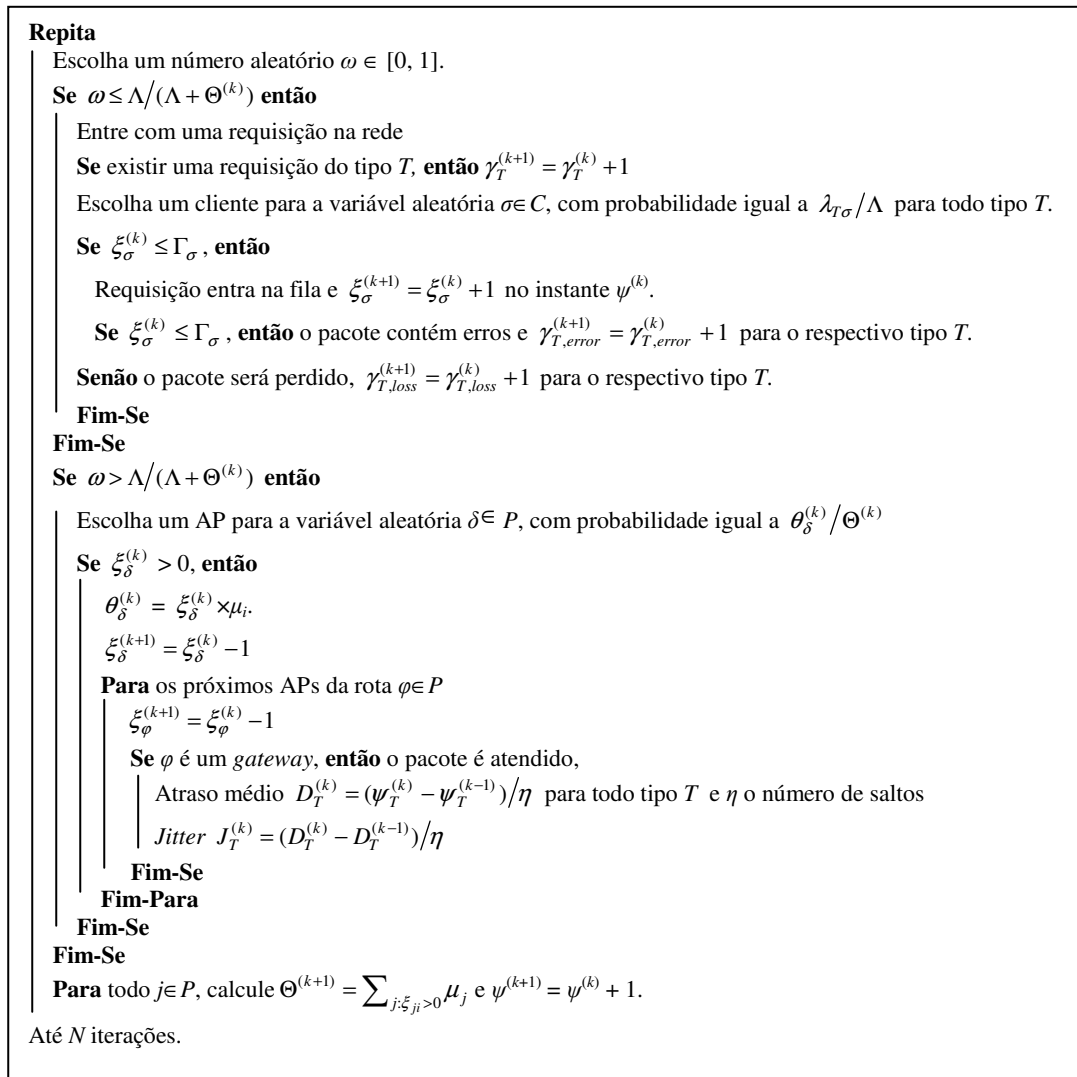 Repita
Escolha um número aleatório ω ∈ [0, 1].
Se ω ≤ Λ/(Λ + Θ^(k)) então
Entre com uma requisição na rede
Se existir uma requisição do tipo T, então γ_T^(k+1) = γ_T^(k) + 1
Escolha um cliente para a variável aleatória σ∈ C, com probabilidade igual a λ_Tσ/Λ para todo tipo T.
Se ξ_σ^(k) ≤ Γ_σ , então
Requisição entra na fila e ξ_σ^(k+1) = ξ_σ^(k) + 1 no instante ψ^(k).
Se ξ_σ^(k) ≤ Γ_σ , então o pacote contém erros e γ_T,error^(k+1) = γ_T,error^(k) + 1 para o respectivo tipo T.
Senão o pacote será perdido, γ_T,loss^(k+1) = γ_T,loss^(k) + 1 para o respectivo tipo T.
Fim-Se
Fim-Se
Se ω > Λ/(Λ + Θ^(k)) então
Escolha um AP para a variável aleatória δ ∈ P, com probabilidade igual a θ_δ^(k)/Θ^(k)
Se ξ_δ^(k) > 0, então
θ_δ^(k) = ξ_δ^(k) ×μ_i.
ξ_δ^(k+1) = ξ_δ^(k) − 1
Para os próximos APs da rota φ∈P
ξ_φ^(k+1) = ξ_φ^(k) − 1
Se φ é um gateway, então o pacote é atendido,
Atraso médio D_T^(k) = (ψ_T^(k) − ψ_T^(k−1))/η para todo tipo T e η o número de saltos
Jitter J_T^(k) = (D_T^(k) − D_T^(k−1))/η
Fim-Se
Fim-Para
Fim-Se
Fim-Se
Para todo j∈P, calcule Θ^(k+1) = ∑_j:ξ_ji>0 μ_j e ψ^(k+1) = ψ^(k) + 1.
Até N iterações.